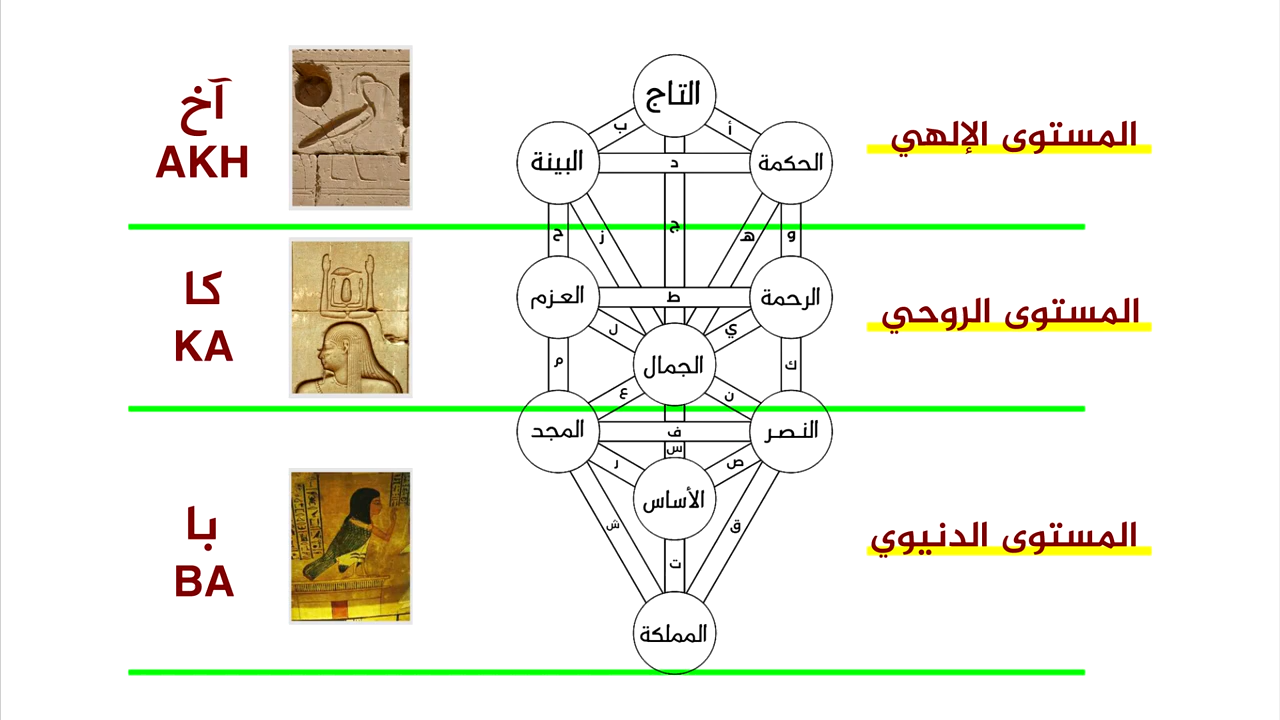 آخ
AKH
المستوى الإلهي
كا
KA
المستوى الروحي
با
BA
المستوى الدنيوي
التاج
أ
ب
الحكمة
د
البينة
ج
و
هـ
ز
ح
الرحمة
ط
العزم
ي
ل
الجمال
ك
م
ن
ع
النصر
ف
المجد
س
ص
ر
الأساس
ق
ش
ت
المملكة